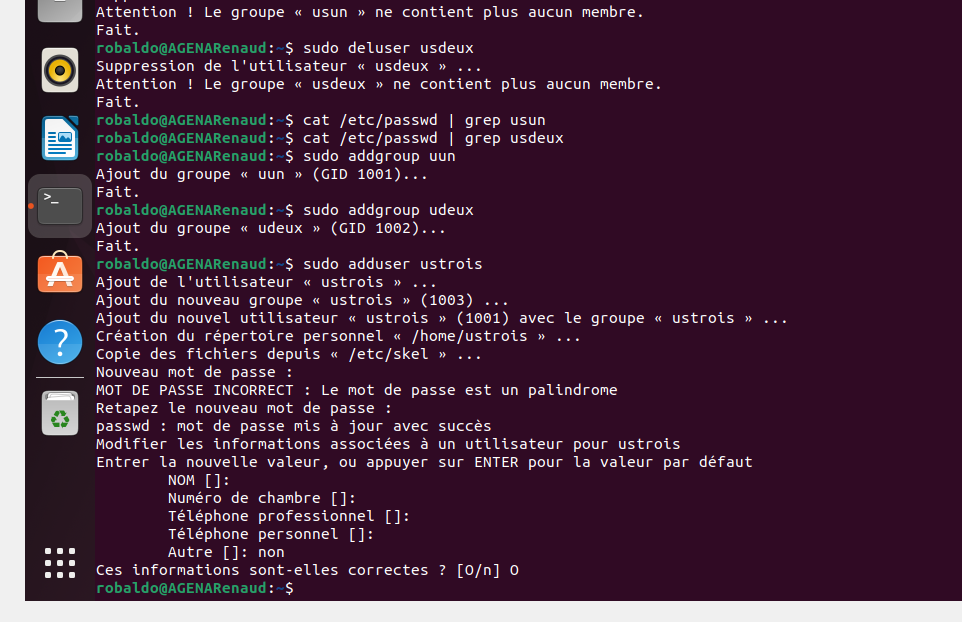 Attention ! Le groupe « usun » ne contient plus aucun membre.
Fait.
robaldo@AGENARenaud:~$ sudo deluser usdeux
Suppression de l'utilisateur « usdeux » ...
Attention ! Le groupe « usdeux » ne contient plus aucun membre.
Fait.
robaldo@AGENARenaud:~$ cat /etc/passwd | grep usun
robaldo@AGENARenaud:~$ cat /etc/passwd | grep usdeux
robaldo@AGENARenaud:~$ sudo addgroup uun
Ajout du groupe « uun » (GID 1001)...
Fait.
robaldo@AGENARenaud:~$ sudo addgroup udeux
Ajout du groupe « udeux » (GID 1002)...
Fait.
robaldo@AGENARenaud:~$ sudo adduser ustrois
Ajout de l'utilisateur « ustrois » ...
Ajout du nouveau groupe « ustrois » (1003) ...
Ajout du nouvel utilisateur « ustrois » (1001) avec le groupe « ustrois » ...
Création du répertoire personnel « /home/ustrois » ...
Copie des fichiers depuis « /etc/skel » ...
Nouveau mot de passe :
MOT DE PASSE INCORRECT : Le mot de passe est un palindrome
Retapez le nouveau mot de passe :
passwd : mot de passe mis à jour avec succès
Modifier les informations associées à un utilisateur pour ustrois
Entrer la nouvelle valeur, ou appuyer sur ENTER pour la valeur par défaut
NOM []:
Numéro de chambre []:
Téléphone professionnel []:
Téléphone personnel []:
Autre []: non
Ces informations sont-elles correctes ? [O/n] O
robaldo@AGENARenaud:~$